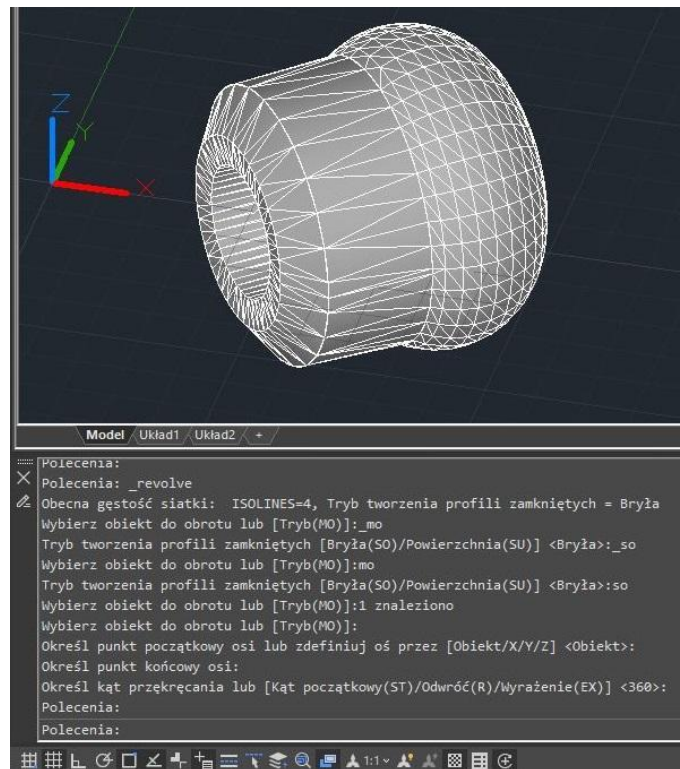 Z
Y
X
Model Układ1 Układ2 +
Polecenia:
Polecenia: _revolve
Obecna gęstość siatki: ISOLINES=4, Tryb tworzenia profili zamkniętych = Bryła
Wybierz obiekt do obrotu lub [Tryb(MO)]:_mo
Tryb tworzenia profili zamkniętych [Bryła(SO)/Powierzchnia(SU)] <Bryła>:_so
Wybierz obiekt do obrotu lub [Tryb(MO)]:mo
Tryb tworzenia profili zamkniętych [Bryła(SO)/Powierzchnia(SU)] <Bryła>:so
Wybierz obiekt do obrotu lub [Tryb(MO)]:1 znaleziono
Wybierz obiekt do obrotu lub [Tryb(MO)]:
Określ punkt początkowy osi lub zdefiniuj oś przez [Obiekt/X/Y/Z] <Obiekt>:
Określ punkt końcowy osi:
Określ kąt przękręcania lub [Kąt początkowy(ST)/Odwróć(R)/Wyrażenie(EX)] <360>:
Polecenia:
Polecenia:
1:1